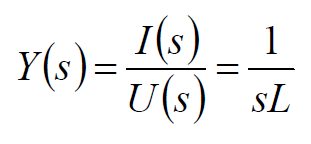 Y(s) = I(s)/U(s) = 1/sL